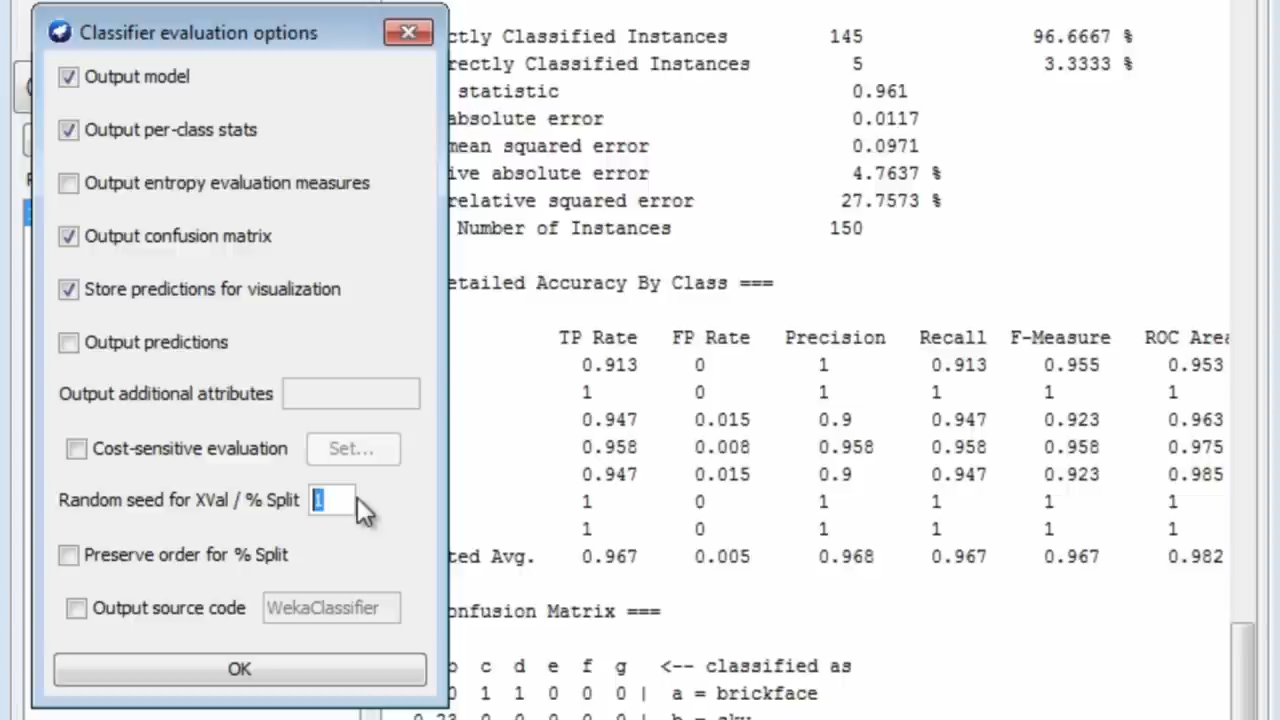 Classifier evaluation options
Output model
Output per-class stats
Output entropy evaluation measures
Output confusion matrix
Store predictions for visualization
Output predictions
Output additional attributes
Cost-sensitive evaluation Set...
Random seed for XVal / % Split 1
Preserve order for % Split
Output source code WekaClassifier
OK
ctly Classified Instances 145 96.6667 %
rectly Classified Instances 5 3.3333 %
statistic 0.961
absolute error 0.0117
mean squared error 0.0971
ive absolute error 4.7637 %
relative squared error 27.7573 %
Number of Instances 150
etailed Accuracy By Class ===
TP Rate FP Rate Precision Recall F-Measure ROC Area
0.913 0 1 0.913 0.955 0.953
1 0 1 1 1 1
0.947 0.015 0.9 0.947 0.923 0.963
0.958 0.008 0.958 0.958 0.958 0.975
0.947 0.015 0.9 0.947 0.923 0.985
1 0 1 1 1 1
1 0 1 1 1 1
ted Avg. 0.967 0.005 0.968 0.967 0.967 0.982
onfusion Matrix ===
b c d e f g <-- classified as
0 1 1 0 0 0 | a = brickface
0 23 0 0 0 0 0 | b = sky